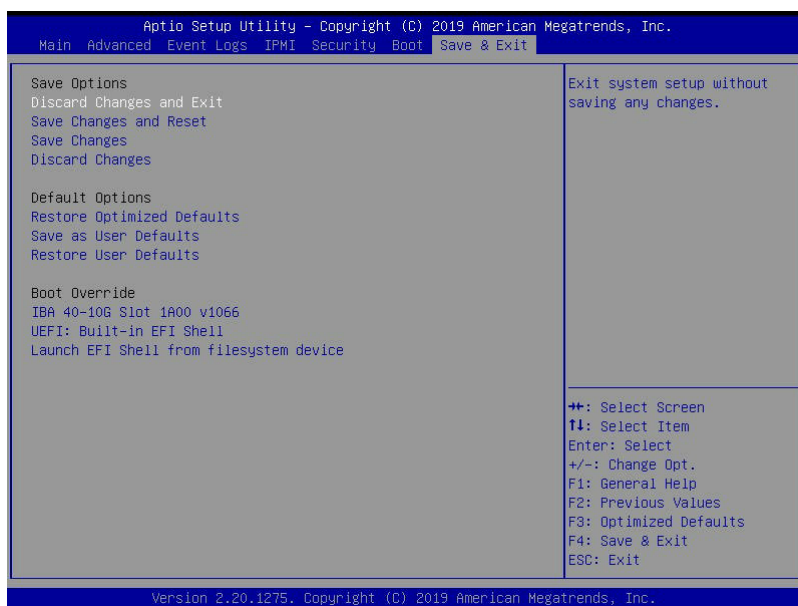 Aptio Setup Utility – Copyright (C) 2019 American Megatrends, Inc.
Main Advanced Event Logs IPMI Security Boot Save & Exit
Save Options
Discard Changes and Exit
Save Changes and Reset
Save Changes
Discard Changes
Default Options
Restore Optimized Defaults
Save as User Defaults
Restore User Defaults
Boot Override
IBA 40-10G Slot 1A00 v1066
UEFI: Built-in EFI Shell
Launch EFI Shell from filesystem device
Exit system setup without
saving any changes.
→←: Select Screen
↑↓: Select Item
Enter: Select
+/-: Change Opt.
F1: General Help
F2: Previous Values
F3: Optimized Defaults
F4: Save & Exit
ESC: Exit
Version 2.20.1275. Copyright (C) 2019 American Megatrends, Inc.